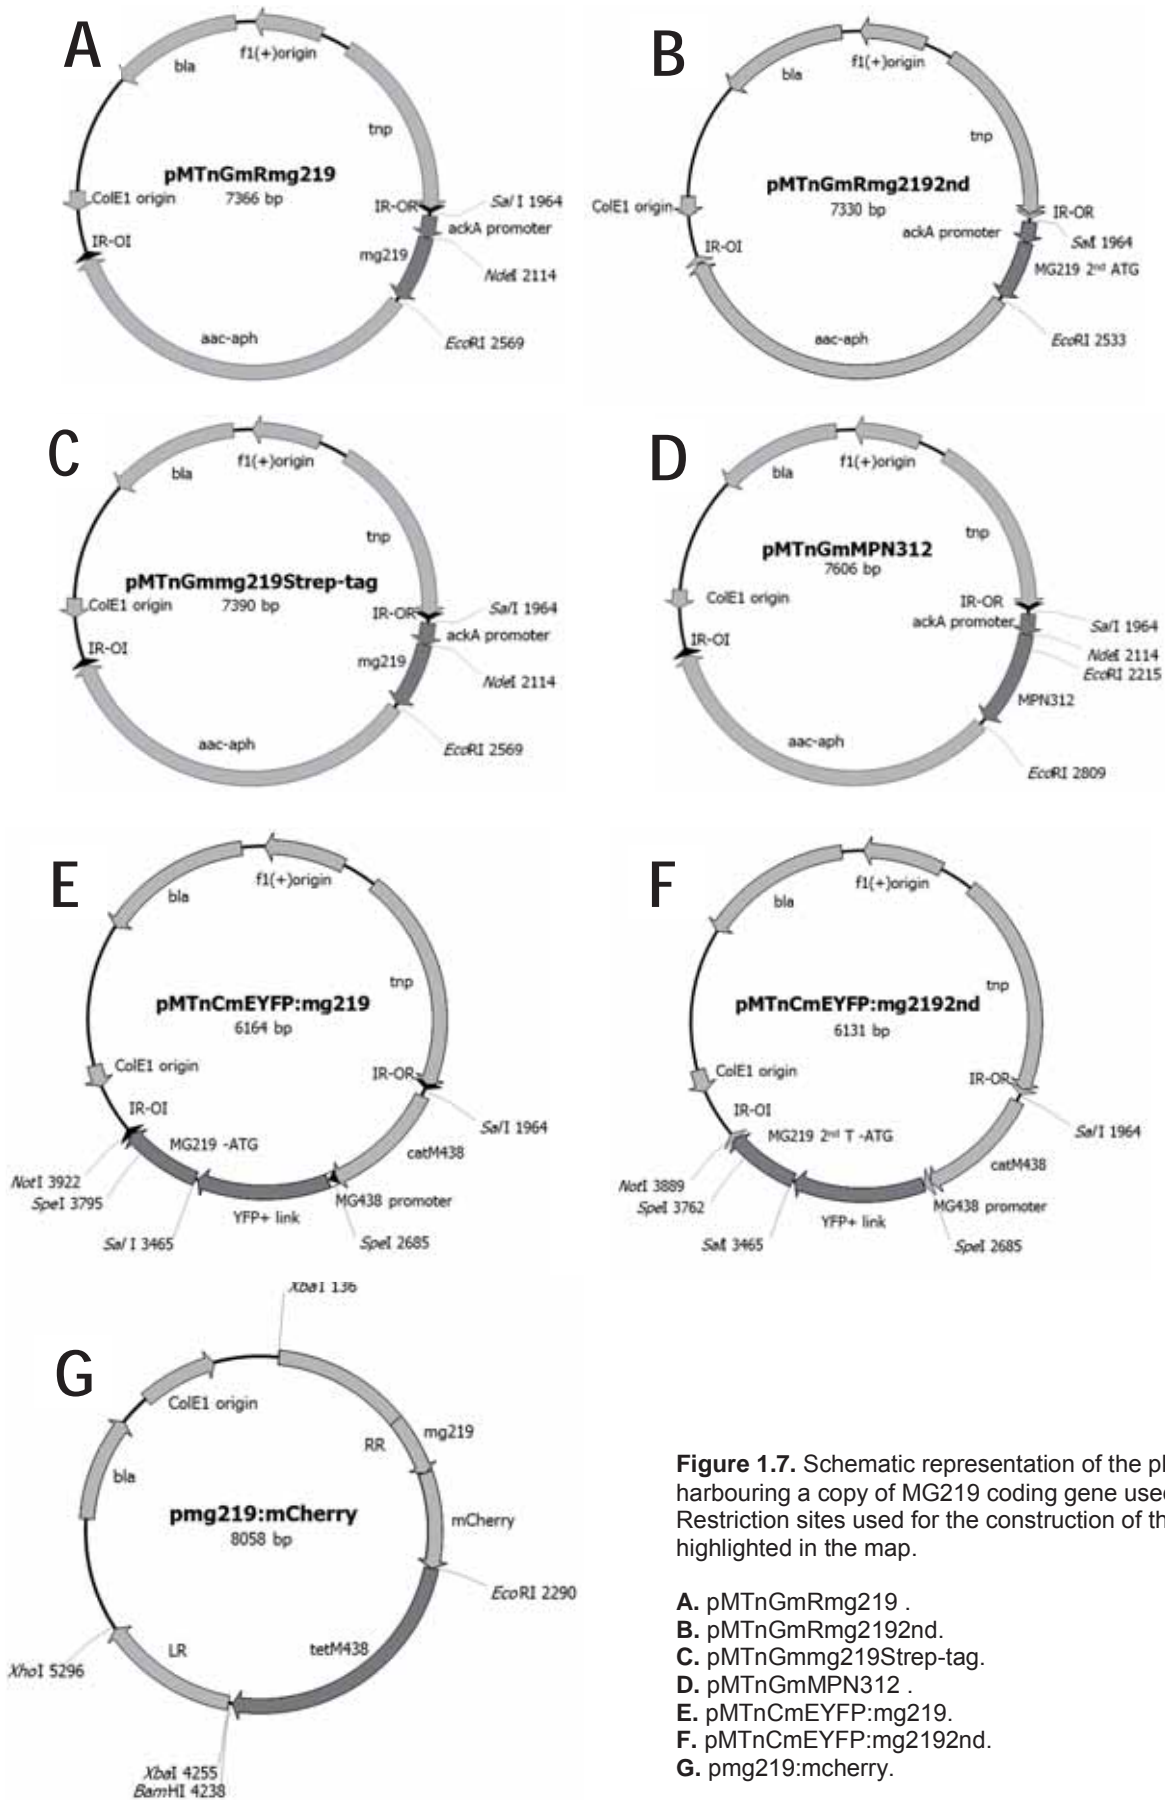 A
f1(+)origin
bla
tnp
pMTnGmRmg219
7366 bp
ColE1 origin
IR-OR
SalI 1964
ackA promoter
IR-OI
mg219
NdeI 2114
EcoRI 2569
aac-aph
B
f1(+)origin
bla
tnp
pMTnGmRmg2192nd
7330 bp
ColE1 origin
IR-OR
ackA promoter
SalI 1964
IR-OI
MG219 2nd ATG
EcoRI 2533
aac-aph
C
f1(+)origin
bla
tnp
pMTnGmmg219Strep-tag
7390 bp
ColE1 origin
IR-OR
SalI 1964
ackA promoter
IR-OI
mg219
NdeI 2114
EcoRI 2569
aac-aph
D
f1(+)origin
bla
tnp
pMTnGmMPN312
7606 bp
ColE1 origin
IR-OR
ackA promoter
SalI 1964
IR-OI
NdeI 2114
EcoRI 2215
MPN312
aac-aph
EcoRI 2809
E
f1(+)origin
bla
tnp
pMTnCmEYFP:mg219
6164 bp
ColE1 origin
IR-OR
IR-OI
SalI 1964
MG219 -ATG
catM438
NotI 3922
SpeI 3795
MG438 promoter
YFP+ link
SalI 3465
SpeI 2685
F
f1(+)origin
bla
tnp
pMTnCmEYFP:mg2192nd
6131 bp
ColE1 origin
IR-OR
IR-OI
SalI 1964
MG219 2nd T -ATG
catM438
NotI 3889
SpeI 3762
MG438 promoter
YFP+ link
SalI 3465
SpeI 2685
G
XbaI 136
ColE1 origin
mg219
RR
bla
pmg219:mCherry
8058 bp
mCherry
EcoRI 2290
LR
tetM438
XhoI 5296
XbaI 4255
BamHI 4238
Figure 1.7. Schematic representation of the pl
harbouring a copy of MG219 coding gene used
Restriction sites used for the construction of th
highlighted in the map.
A. pMTnGmRmg219 .
B. pMTnGmRmg2192nd.
C. pMTnGmmg219Strep-tag.
D. pMTnGmMPN312 .
E. pMTnCmEYFP:mg219.
F. pMTnCmEYFP:mg2192nd.
G. pmg219:mcherry.